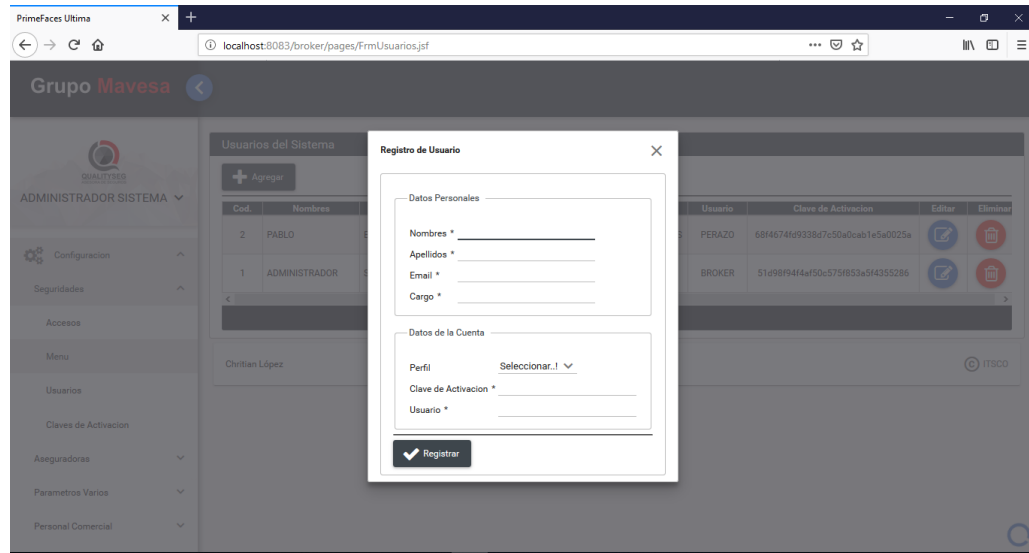 PrimeFaces Ultima
localhost:8083/broker/pages/FrmUsuarios.jsf
Grupo Mavesa
QUALITYSEG
ADMINISTRADOR SISTEMA
Configuracion
Seguridades
Accesos
Menu
Usuarios
Claves de Activacion
Aseguradoras
Parametros Varios
Personal Comercial
Usuarios del Sistema
Agregar
Cod. Nombres Usuario Clave de Activacion Editar Eliminar
2 PABLO PERAZO 68f4674fd9338d7c50a0cab1e5a0025a
1 ADMINISTRADOR BROKER 51d98f94f4ef50c575f853a5f4355286
Chritian López
ITSCO
Registro de Usuario
Datos Personales
Nombres *
Apellidos *
Email *
Cargo *
Datos de la Cuenta
Perfil Seleccionar..!
Clave de Activacion *
Usuario *
Registrar